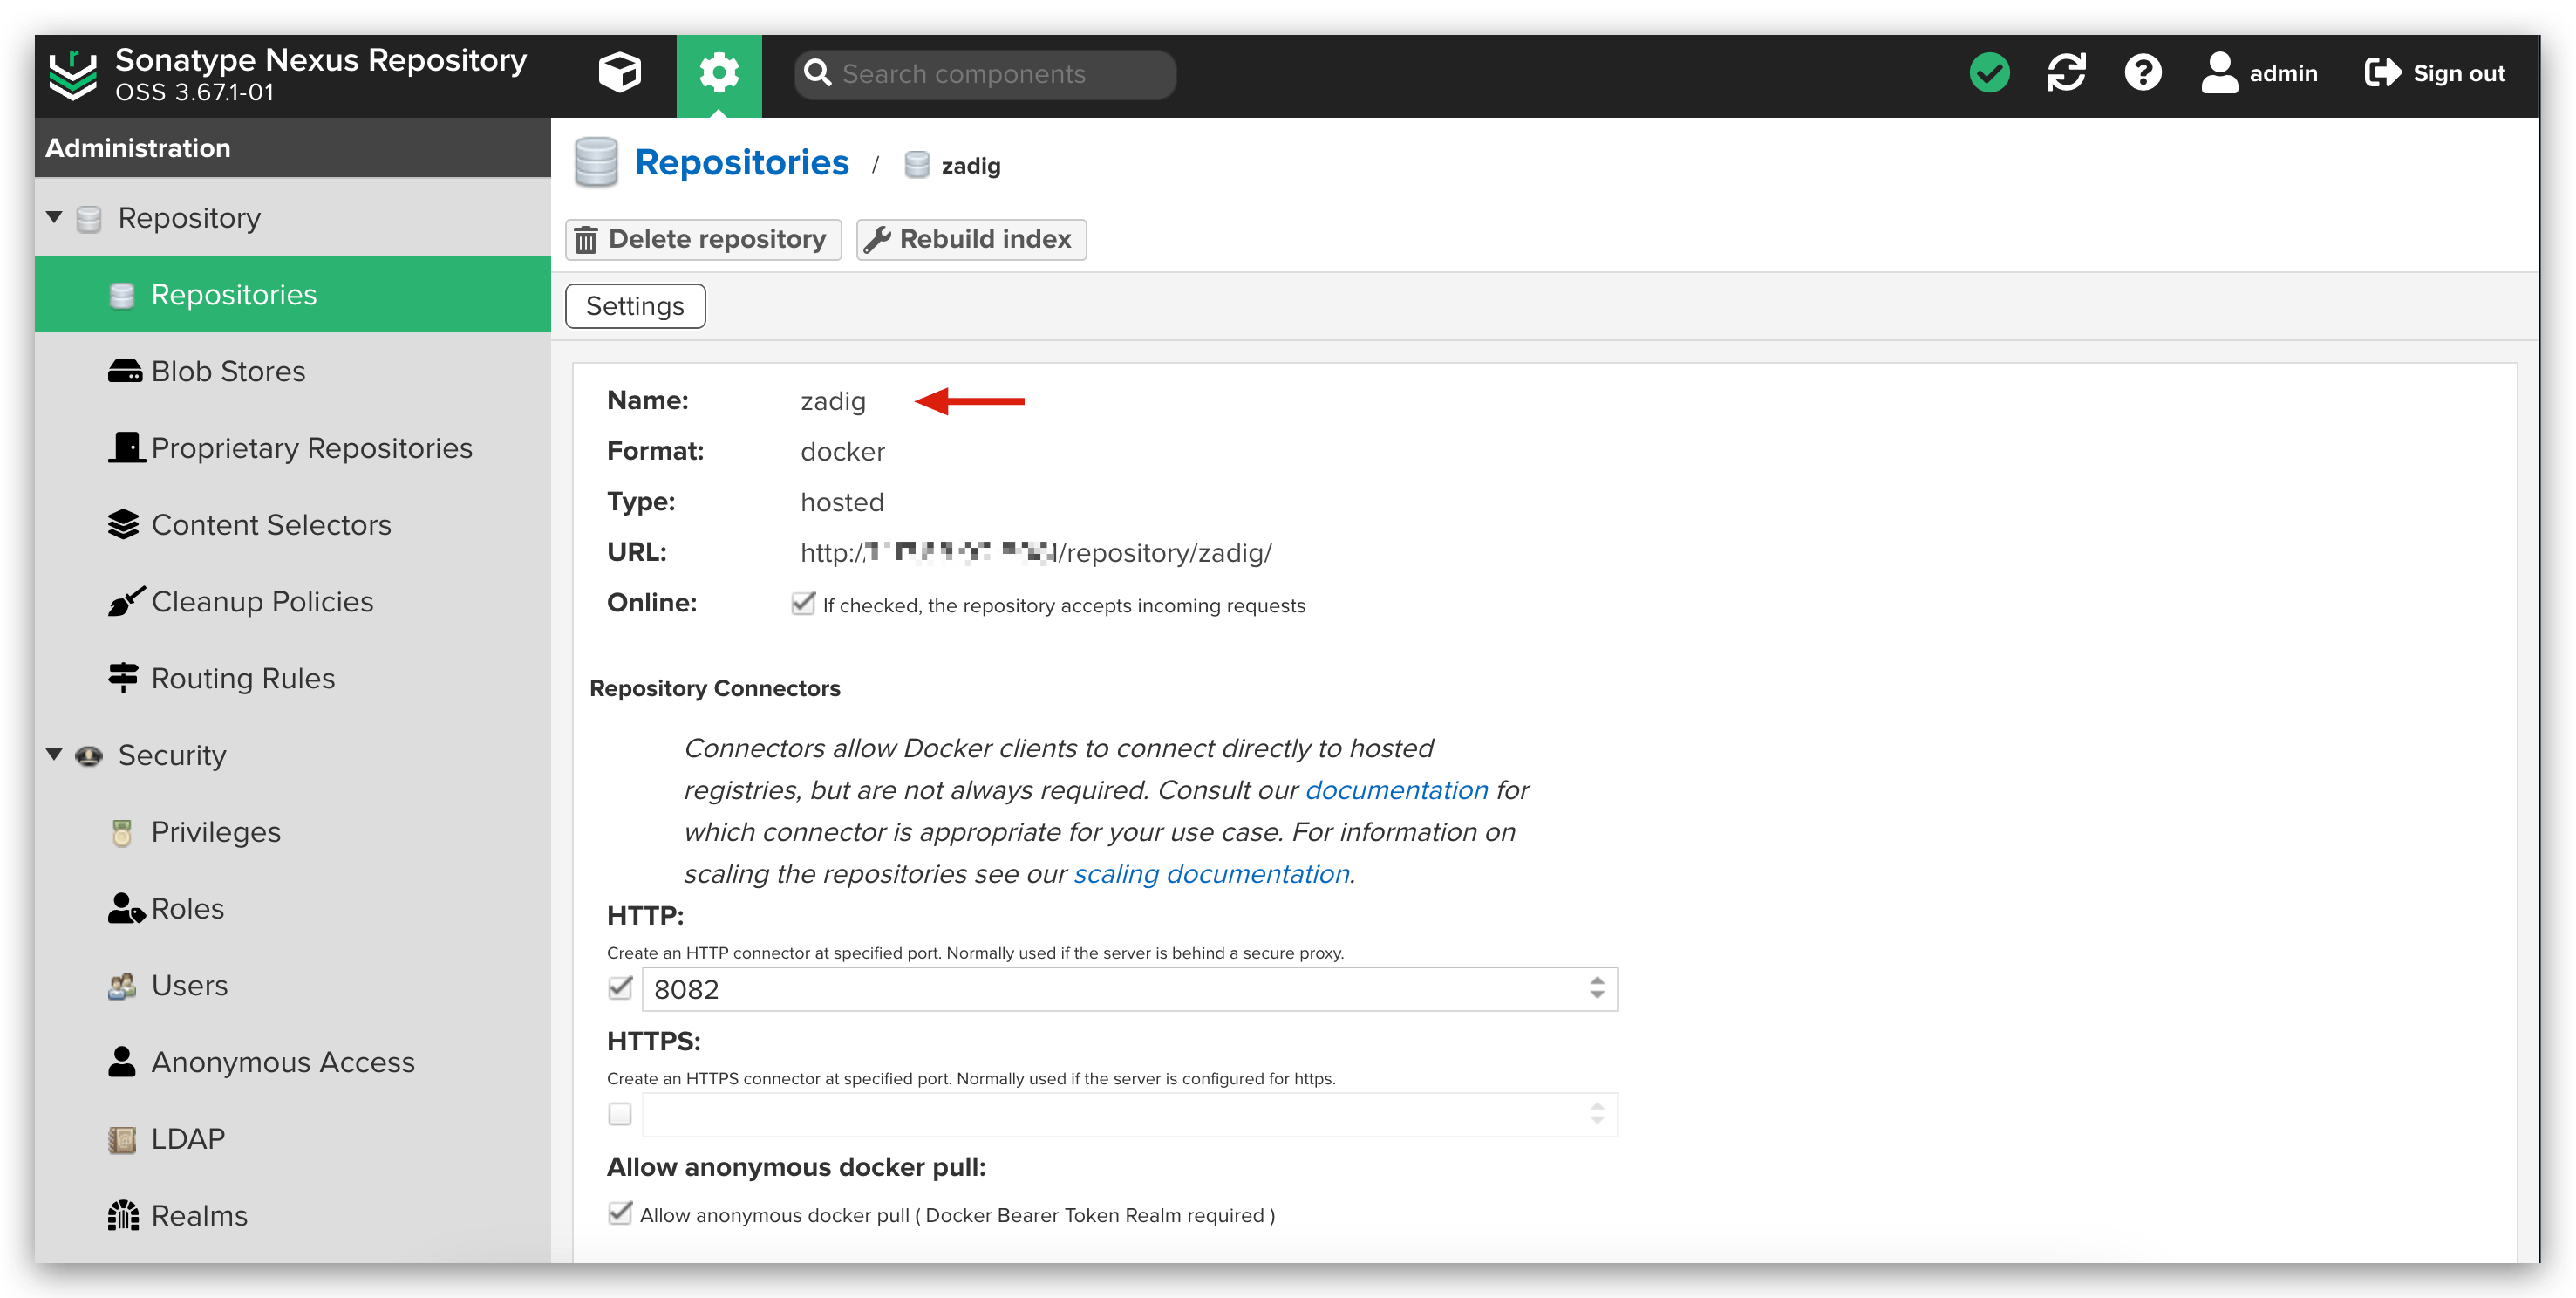 Sonatype Nexus Repository
OSS 3.67.1-01
Search components
admin
Sign out
Administration
Repository
Repositories
Blob Stores
Proprietary Repositories
Content Selectors
Cleanup Policies
Routing Rules
Security
Privileges
Roles
Users
Anonymous Access
LDAP
Realms
Repositories / zadig
Delete repository
Rebuild index
Settings
Name: zadig
Format: docker
Type: hosted
URL: http:/ /repository/zadig/
Online: If checked, the repository accepts incoming requests
Repository Connectors
Connectors allow Docker clients to connect directly to hosted
registries, but are not always required. Consult our documentation for
which connector is appropriate for your use case. For information on
scaling the repositories see our scaling documentation.
HTTP:
Create an HTTP connector at specified port. Normally used if the server is behind a secure proxy.
8082
HTTPS:
Create an HTTPS connector at specified port. Normally used if the server is configured for https.
Allow anonymous docker pull:
Allow anonymous docker pull ( Docker Bearer Token Realm required )